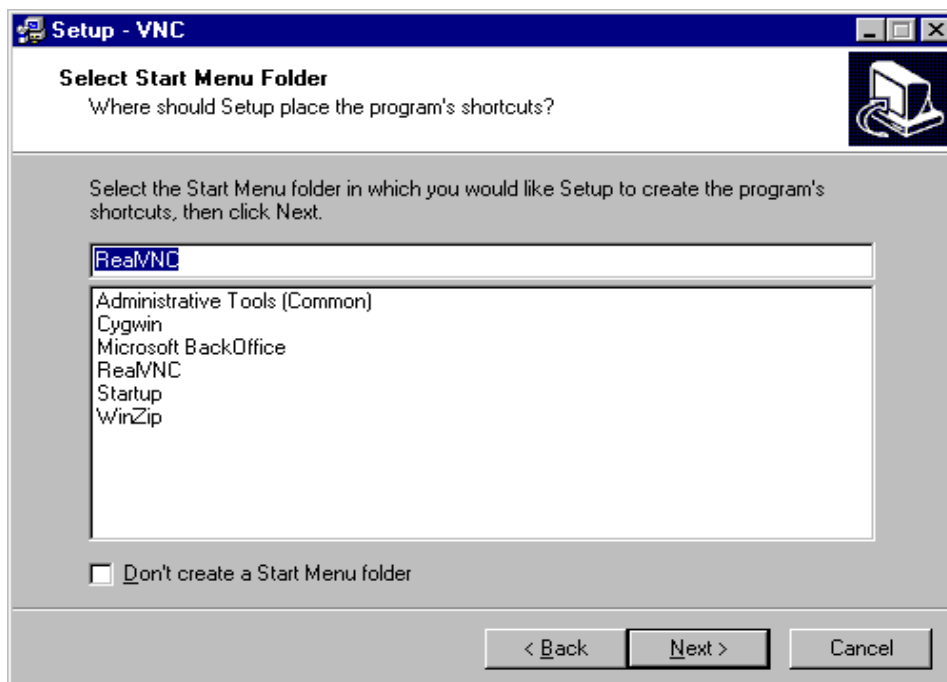 Setup - VNC
Select Start Menu Folder
Where should Setup place the program's shortcuts?
Select the Start Menu folder in which you would like Setup to create the program's
shortcuts, then click Next.
RealVNC
Administrative Tools (Common)
Cygwin
Microsoft BackOffice
RealVNC
Startup
WinZip
Don't create a Start Menu folder
< Back
Next >
Cancel